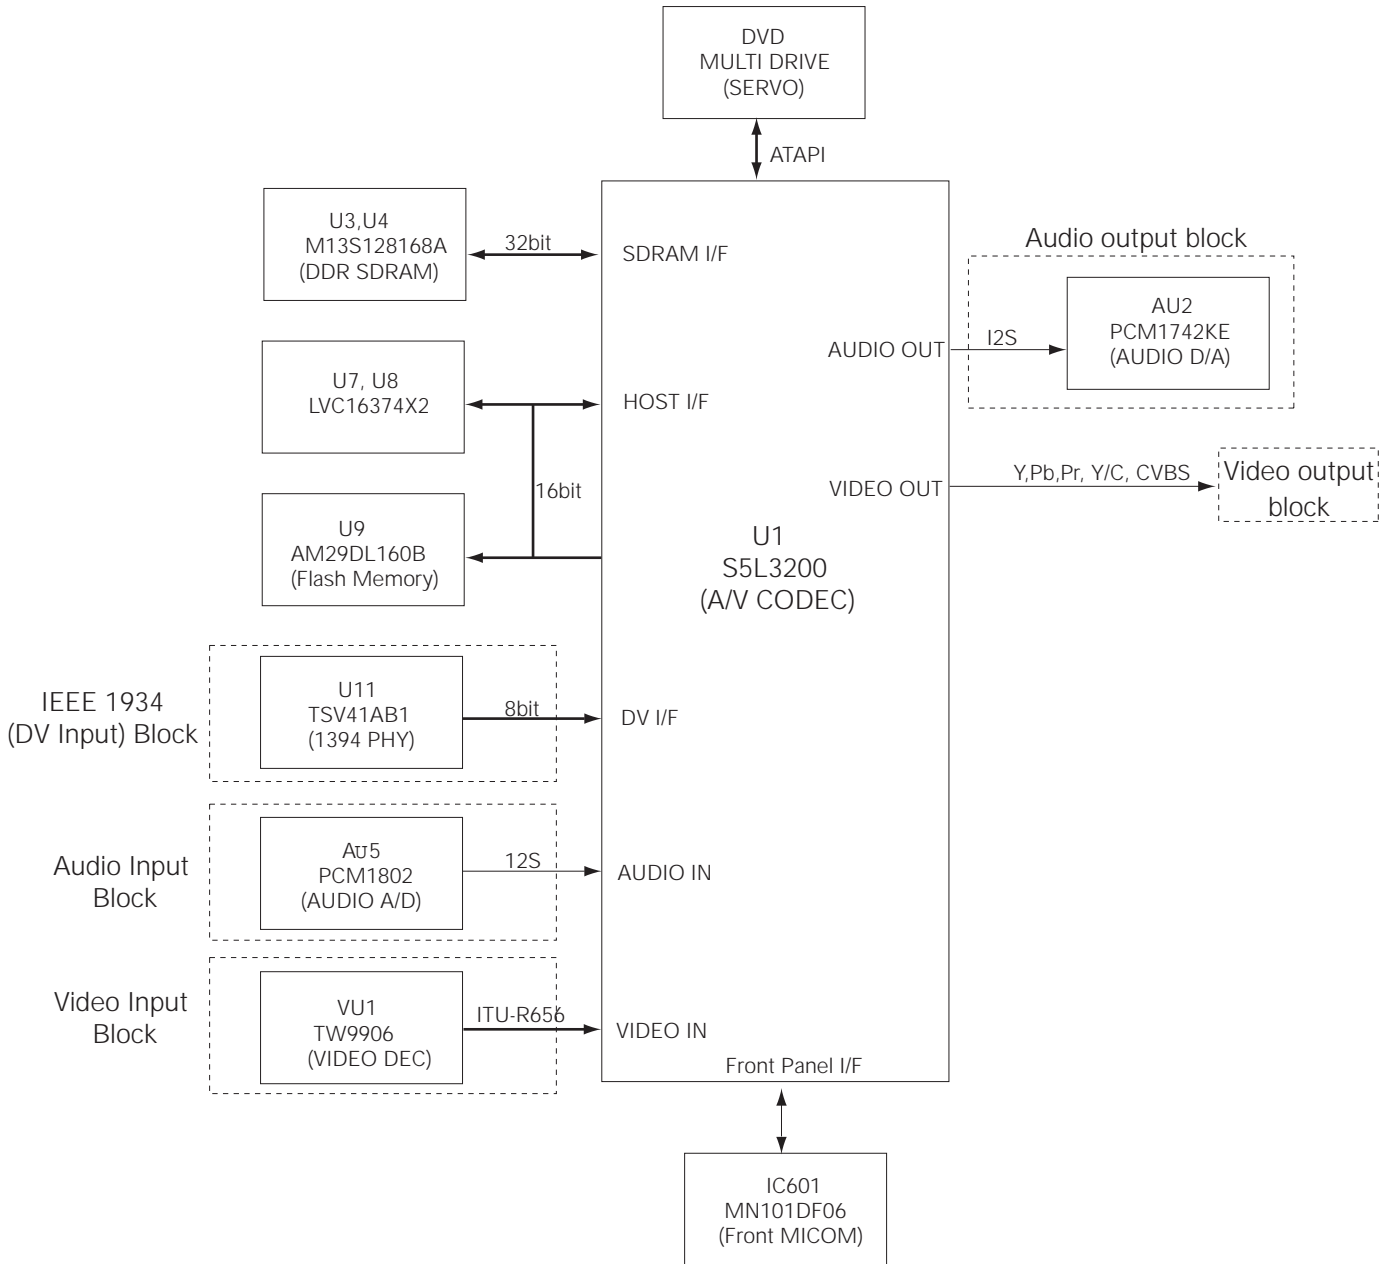 DVD
MULTI DRIVE
(SERVO)
ATAPI
U3,U4
M13S128168A
(DDR SDRAM)
32bit
SDRAM I/F
Audio output block
AU2
PCM1742KE
(AUDIO D/A)
I2S
AUDIO OUT
U7, U8
LVC16374X2
HOST I/F
16bit
U9
AM29DL160B
(Flash Memory)
VIDEO OUT
Y,Pb,Pr, Y/C, CVBS
Video output
block
U1
S5L3200
(A/V CODEC)
IEEE 1934
(DV Input) Block
U11
TSV41AB1
(1394 PHY)
8bit
DV I/F
Audio Input
Block
AU5
PCM1802
(AUDIO A/D)
12S
AUDIO IN
Video Input
Block
VU1
TW9906
(VIDEO DEC)
ITU-R656
VIDEO IN
Front Panel I/F
IC601
MN101DF06
(Front MICOM)